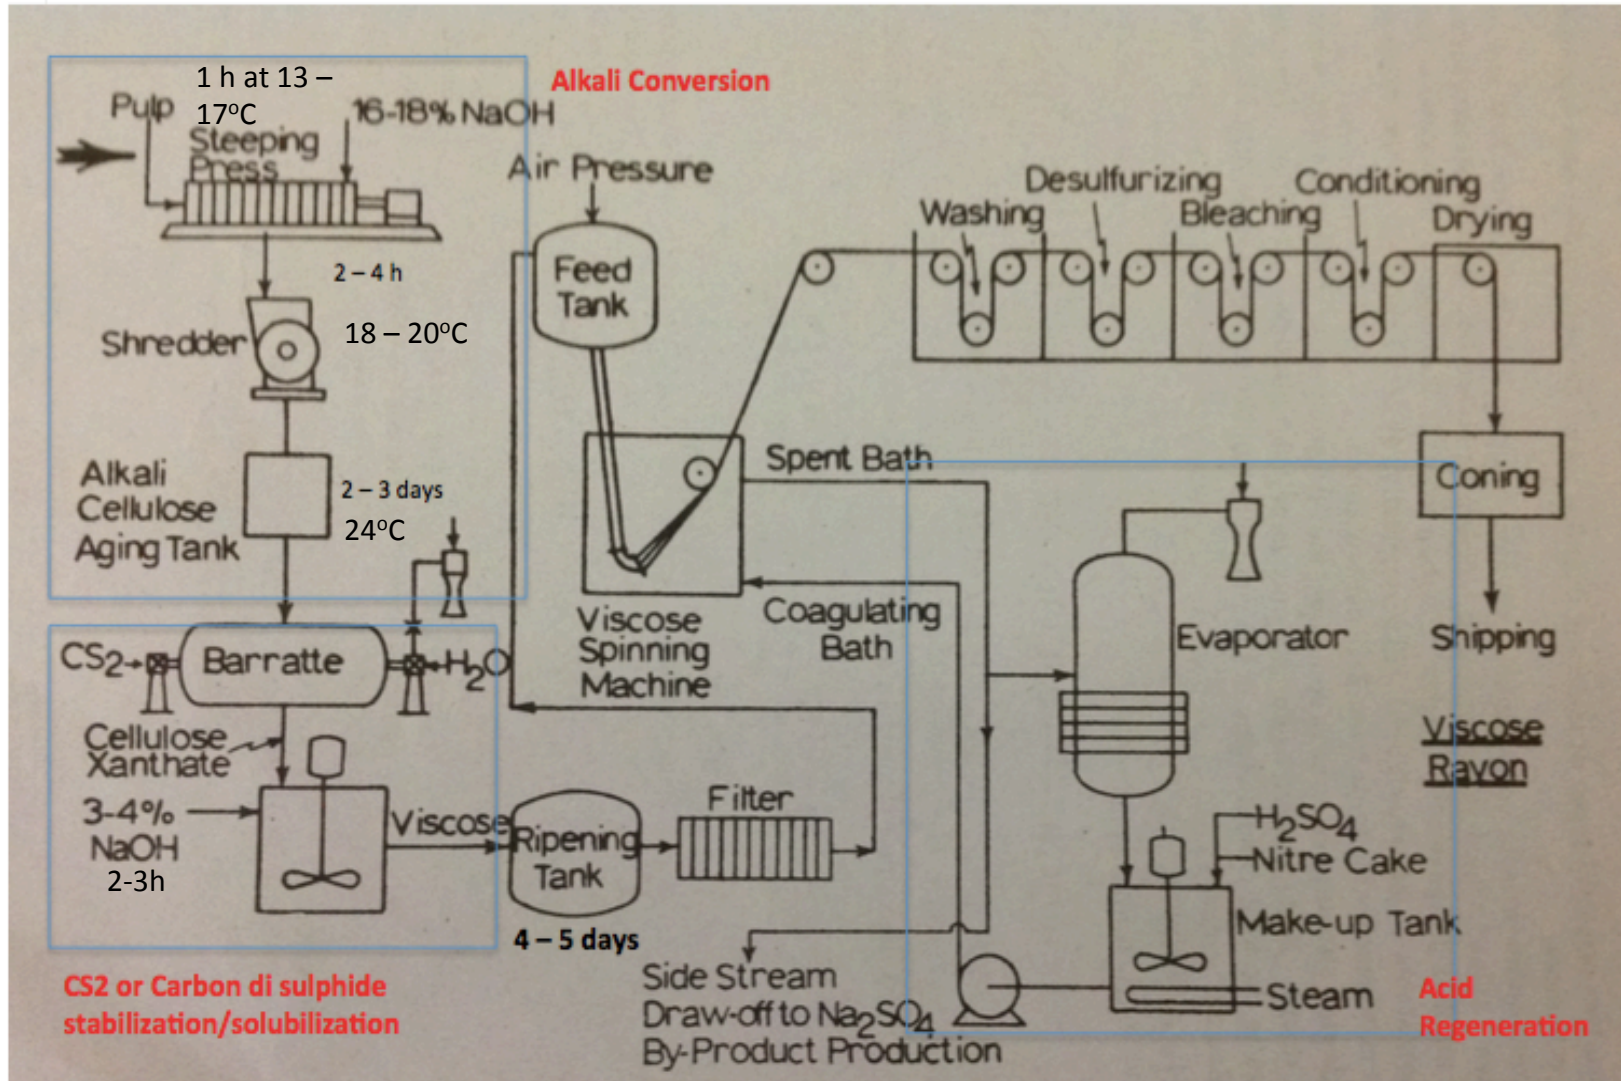 Alkali Conversion
1 h at 13 –
17°C
Pulp
16-18% NaOH
Steeping
Press
2 – 4 h
Shredder
18 – 20°C
Alkali
Cellulose
Aging Tank
2 – 3 days
24°C
CS2
Barratte
H2O
Cellulose
Xanthate
3-4%
NaOH
2-3h
Viscose
CS2 or Carbon di sulphide
stabilization/solubilization
Ripening
Tank
4 – 5 days
Filter
Air Pressure
Feed
Tank
Viscose
Spinning
Machine
Spent Bath
Coagulating
Bath
Washing
Desulfurizing
Bleaching
Conditioning
Drying
Coning
Shipping
Viscose
Rayon
Evaporator
H2SO4
Nitre Cake
Make-up Tank
Steam
Side Stream
Draw-off to Na2SO4
By-Product Production
Acid
Regeneration